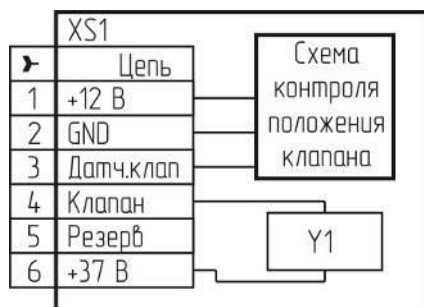 XS1
Цепь
1 +12 В
2 GND
3 Датч.клап
4 Клапан
5 Резерв
6 +37 В
Схема
контроля
положения
клапана
Y1